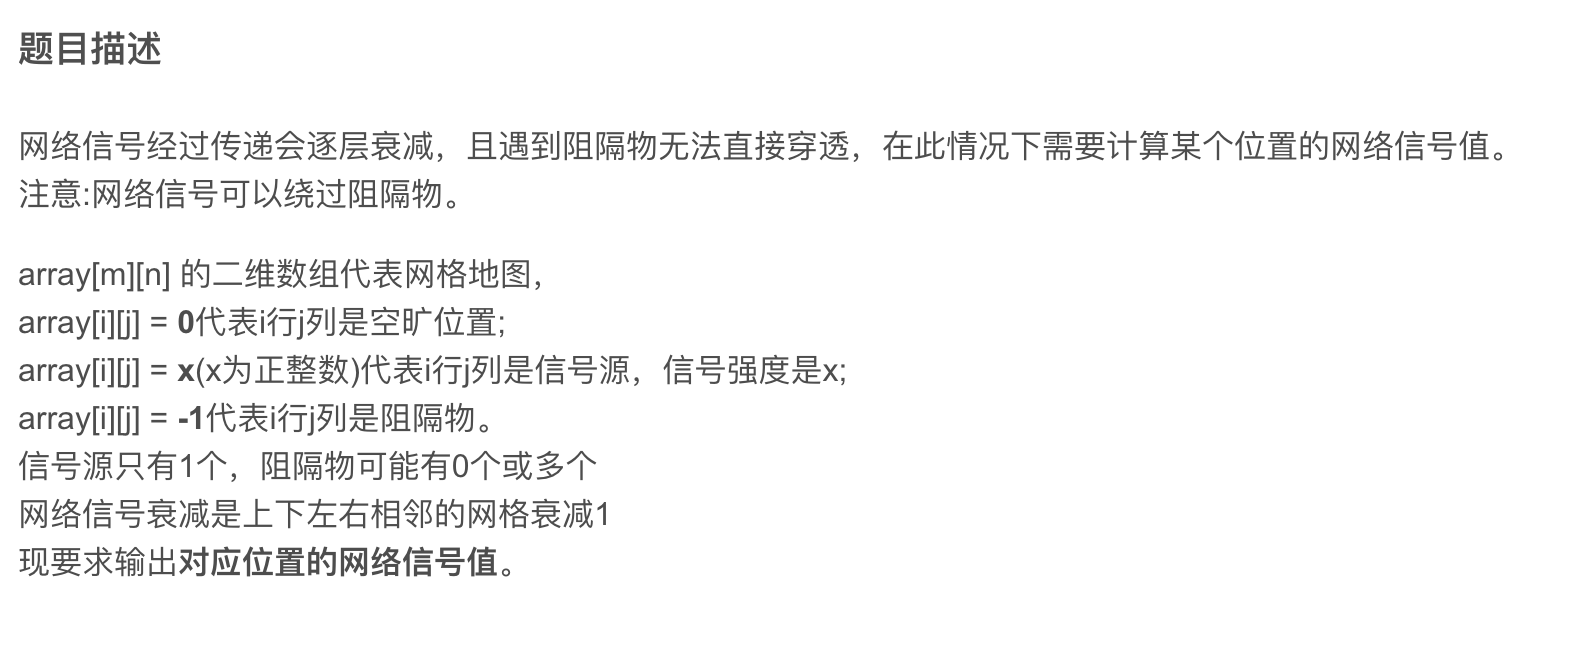 题目描述
网络信号经过传递会逐层衰减，且遇到阻隔物无法直接穿透，在此情况下需要计算某个位置的网络信号值。
注意:网络信号可以绕过阻隔物。
array[m][n] 的二维数组代表网格地图，
array[i][j] = 0代表i行j列是空旷位置;
array[i][j] = x(x为正整数)代表i行j列是信号源，信号强度是x;
array[i][j] = -1代表i行j列是阻隔物。
信号源只有1个，阻隔物可能有0个或多个
网络信号衰减是上下左右相邻的网格衰减1
现要求输出对应位置的网络信号值。